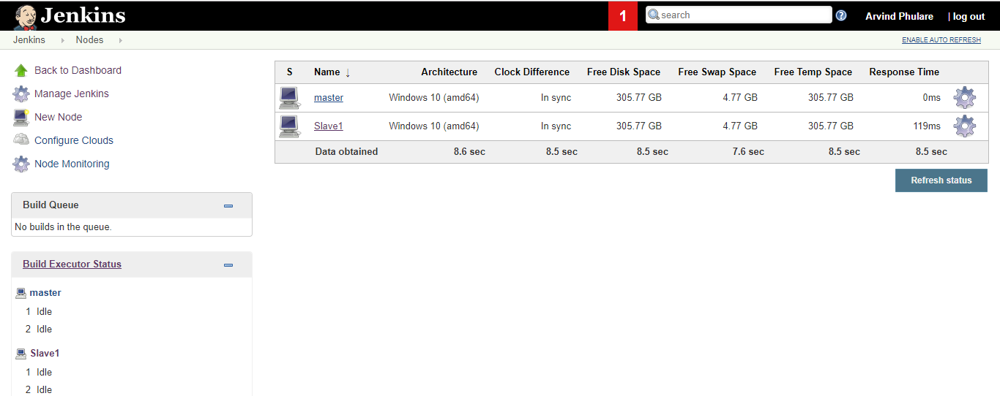 Jenkins
1
search
Arvind Phulare
| log out
Jenkins
Nodes
ENABLE AUTO REFRESH
Back to Dashboard
Manage Jenkins
New Node
Configure Clouds
Node Monitoring
S Name ↓ Architecture Clock Difference Free Disk Space Free Swap Space Free Temp Space Response Time
master Windows 10 (amd64) In sync 305.77 GB 4.77 GB 305.77 GB 0ms
Slave1 Windows 10 (amd64) In sync 305.77 GB 4.77 GB 305.77 GB 119ms
Data obtained 8.6 sec 8.5 sec 8.5 sec 7.6 sec 8.5 sec 8.5 sec
Refresh status
Build Queue
No builds in the queue.
Build Executor Status
master
1 Idle
2 Idle
Slave1
1 Idle
2 Idle